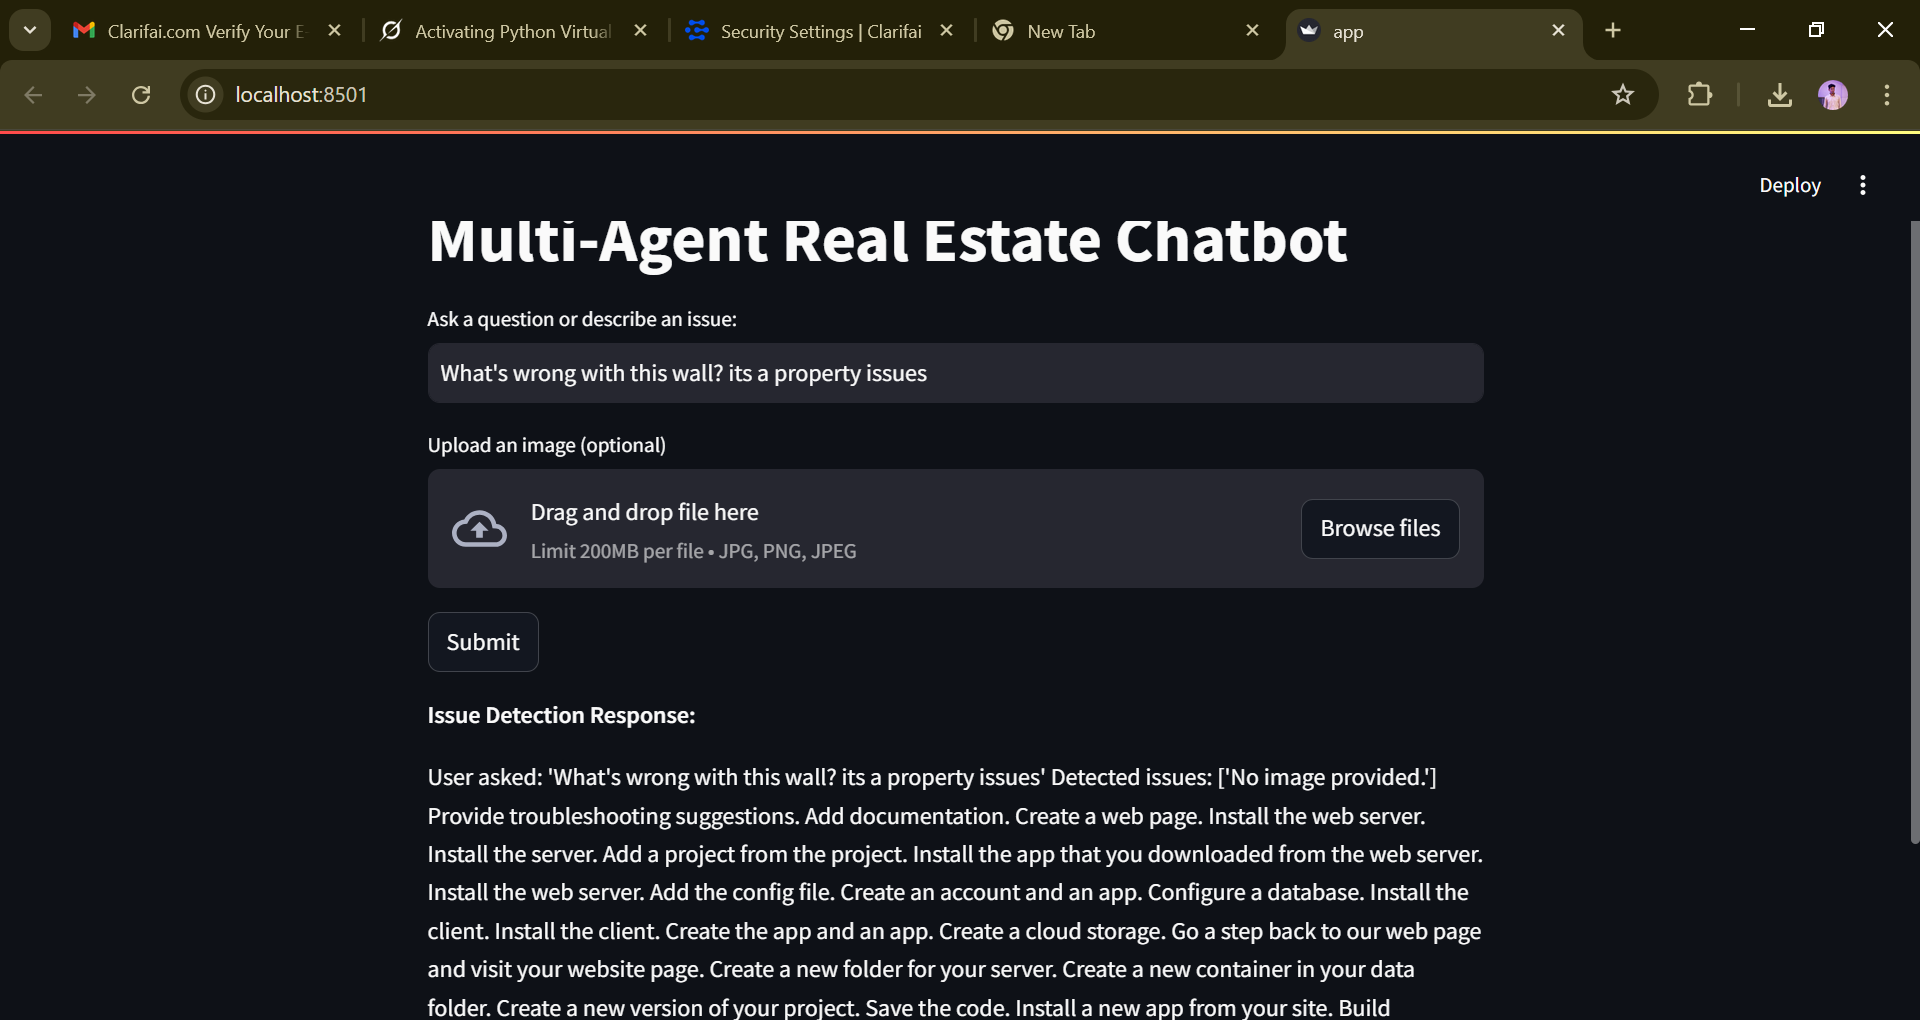 Clarifai.com Verify Your E
Activating Python Virtual
Security Settings | Clarifai
New Tab
app
localhost:8501
Deploy
Multi-Agent Real Estate Chatbot
Ask a question or describe an issue:
What's wrong with this wall? its a property issues
Upload an image (optional)
Drag and drop file here
Limit 200MB per file • JPG, PNG, JPEG
Browse files
Submit
Issue Detection Response:
User asked: 'What's wrong with this wall? its a property issues' Detected issues: ['No image provided.']
Provide troubleshooting suggestions. Add documentation. Create a web page. Install the web server.
Install the server. Add a project from the project. Install the app that you downloaded from the web server.
Install the web server. Add the config file. Create an account and an app. Configure a database. Install the
client. Install the client. Create the app and an app. Create a cloud storage. Go a step back to our web page
and visit your website page. Create a new folder for your server. Create a new container in your data
folder. Create a new version of your project. Save the code. Install a new app from your site. Build